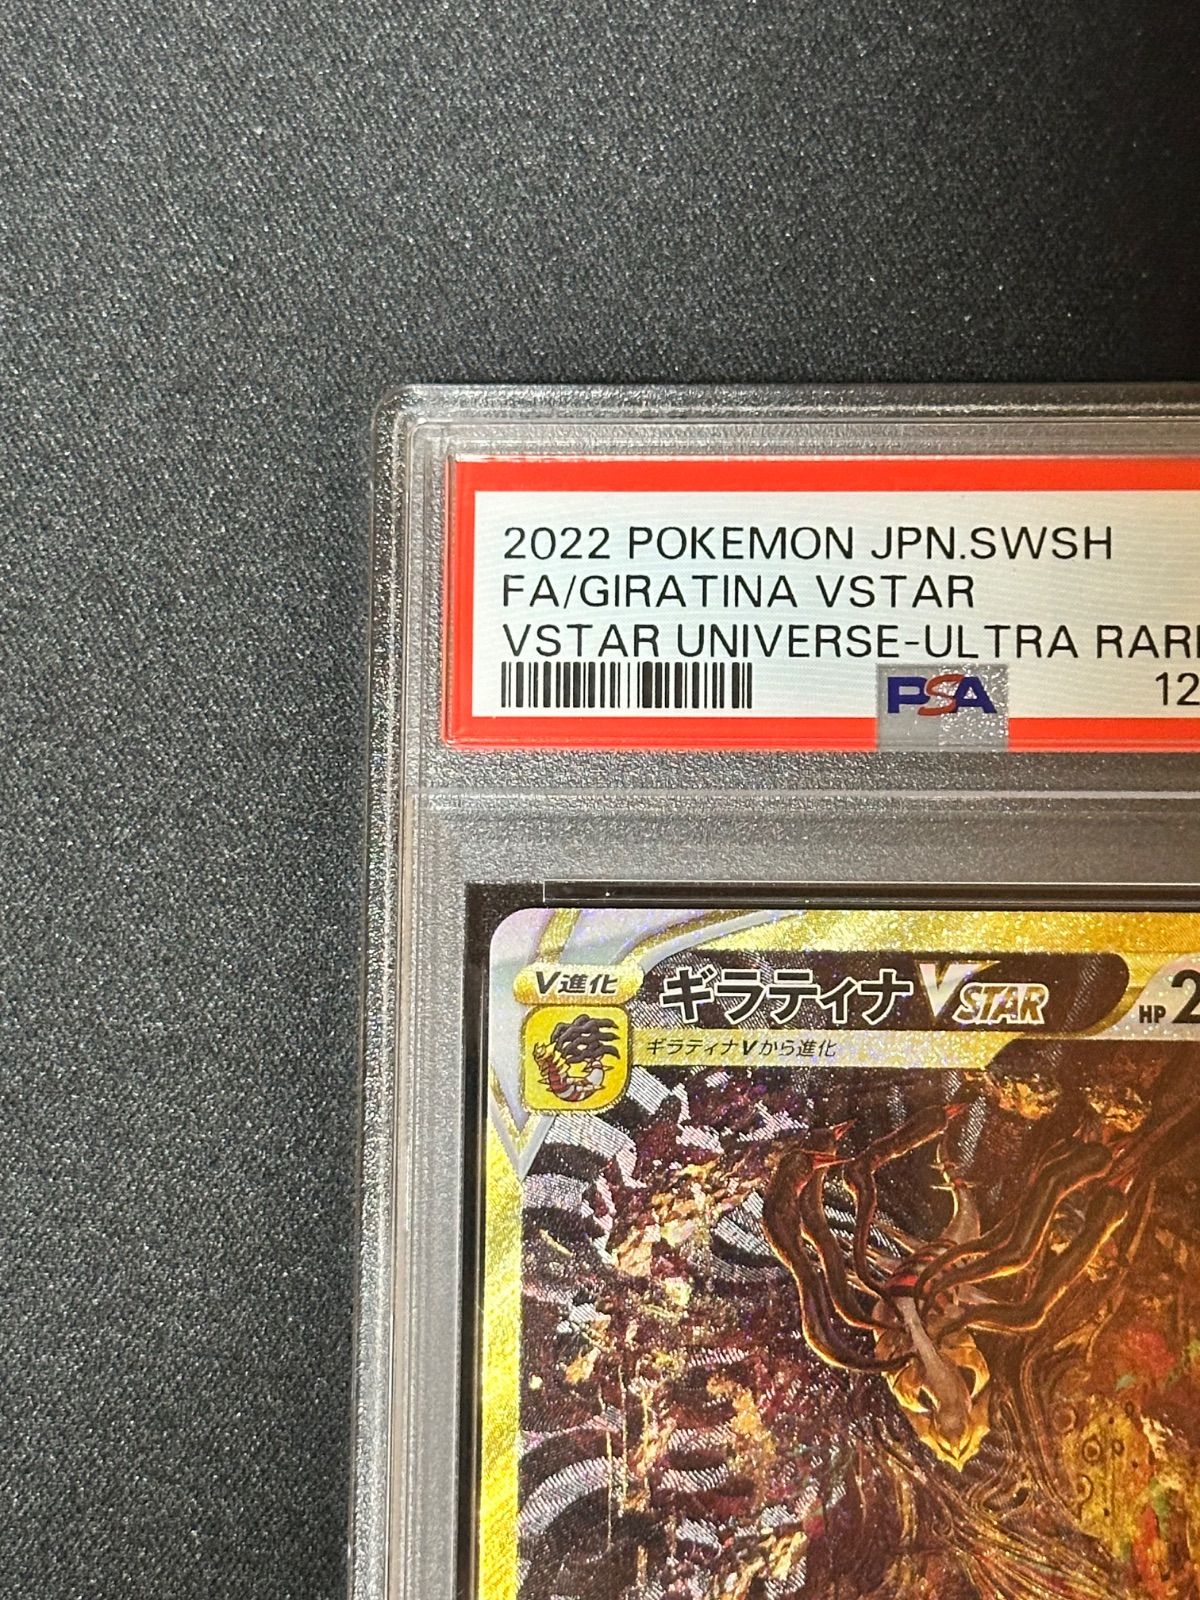 2022 POKEMON JPN.SWSH
FA/GIRATINA VSTAR
VSTAR UNIVERSE-ULTRA
PSA
12
V進化
ギラティナVSTAR
HP 2
ギラティナVから進化